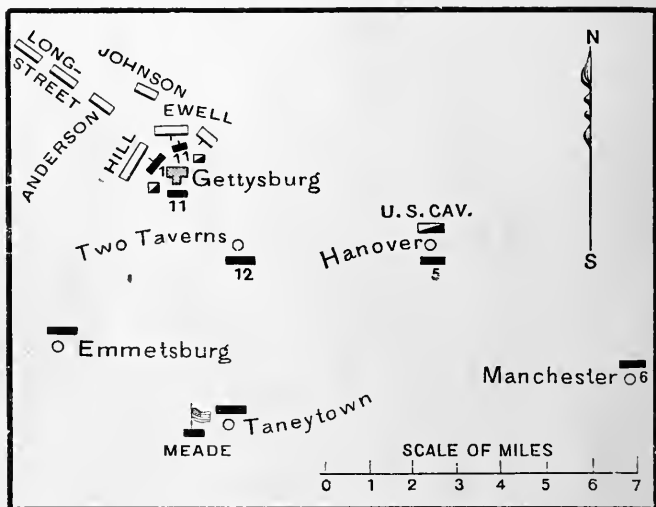 LONG-
STREET
JOHNSON
EWELL
ANDERSON
HILL
11
1
Gettysburg
11
N
S
U.S. CAV.
Two Taverns
12
Hanover
5
Emmetsburg
Manchester
6
Taneytown
MEADE
SCALE OF MILES
0 1 2 3 4 5 6 7